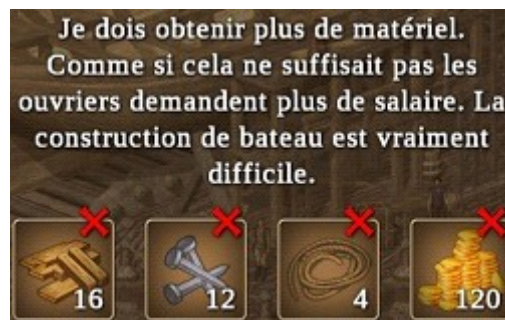 Je dois obtenir plus de matériel.
Comme si cela ne suffisait pas les
ouvriers demandent plus de salaire. La
construction de bateau est vraiment
difficile.
16 12 4 120